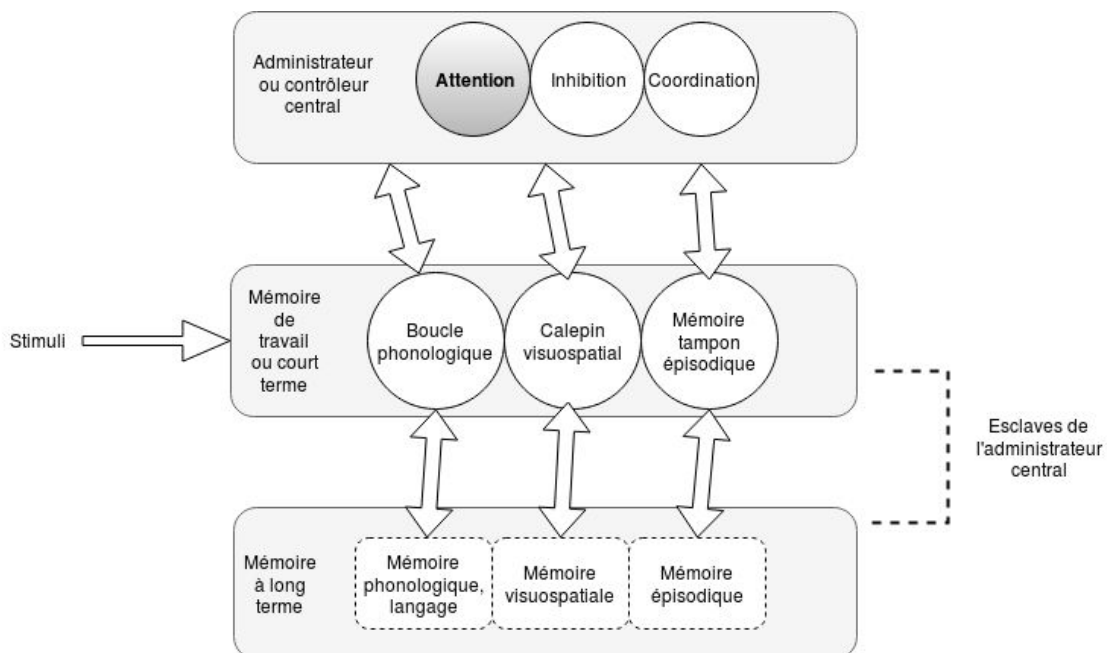 Administrateur
ou contrôleur
central
Attention
Inhibition
Coordination
Stimuli
Mémoire
de
travail
ou court
terme
Boucle
phonologique
Calepin
visuospatial
Mémoire
tampon
épisodique
Esclaves de
l'administrateur
central
Mémoire
à long
terme
Mémoire
phonologique,
langage
Mémoire
visuospatiale
Mémoire
épisodique